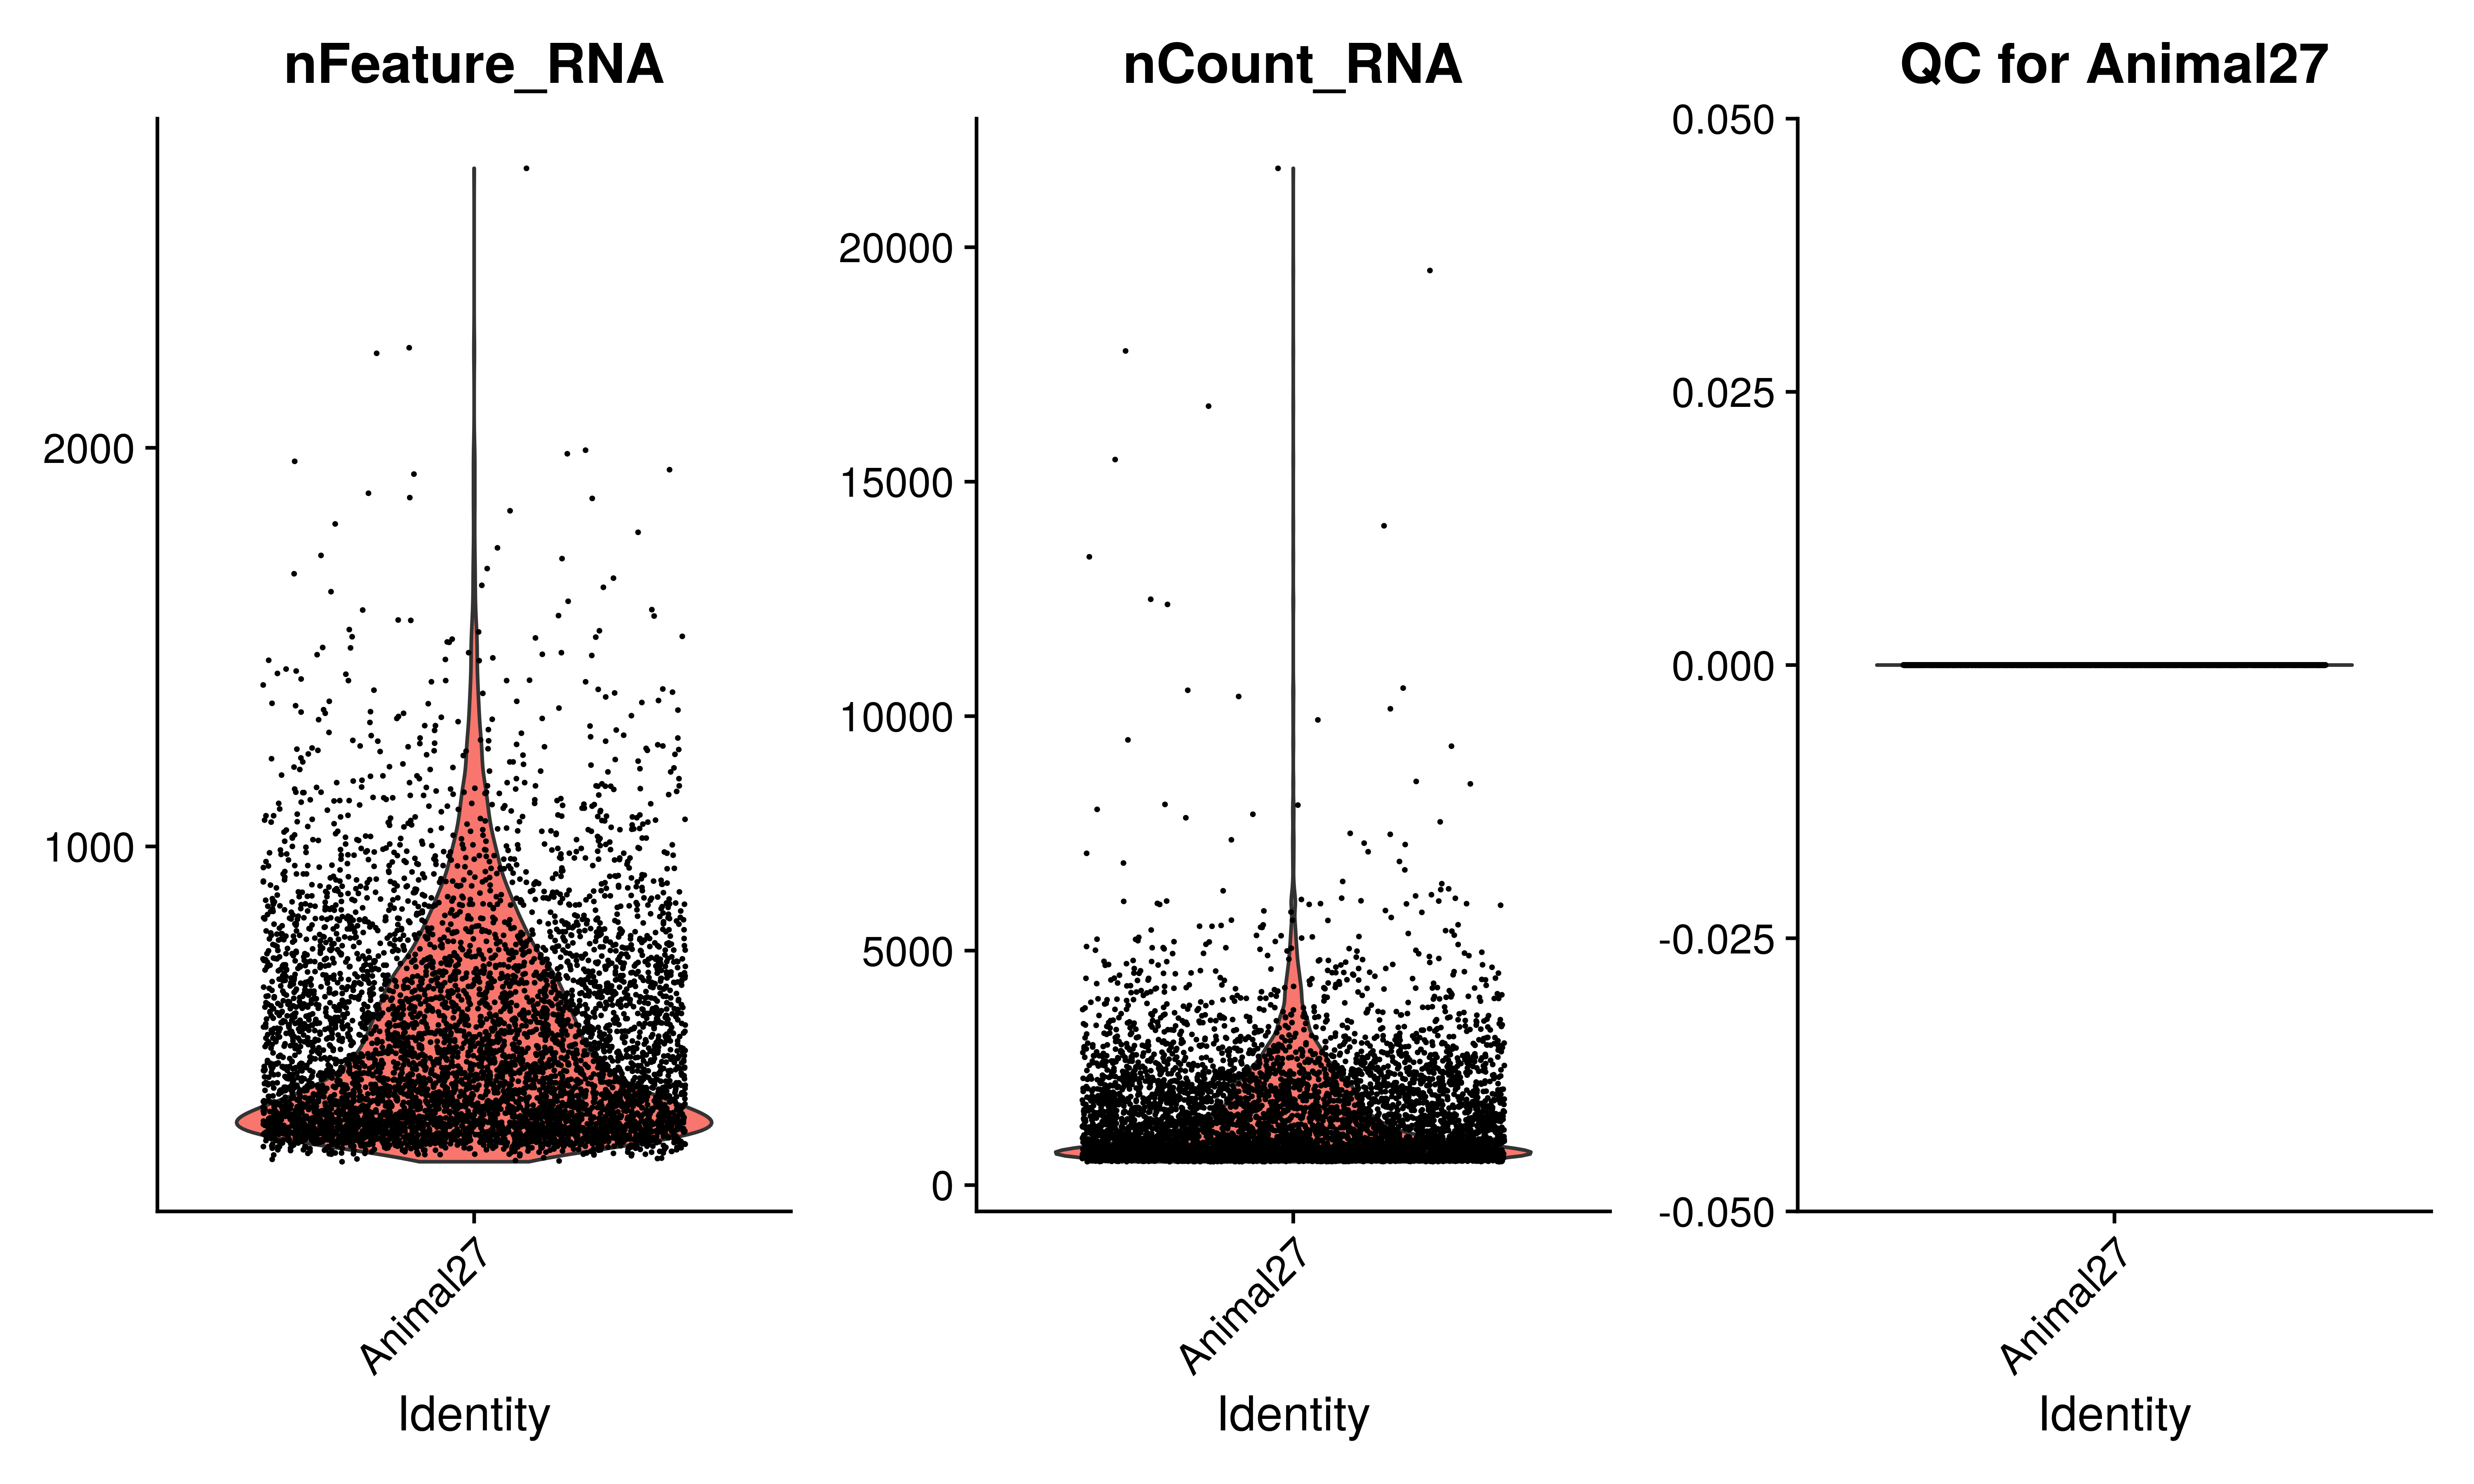 nFeature_RNA
2000
1000
Animal27
Identity
nCount_RNA
20000
15000
10000
5000
0
Animal27
Identity
QC for Animal27
0.050
0.025
0.000
-0.025
-0.050
Animal27
Identity